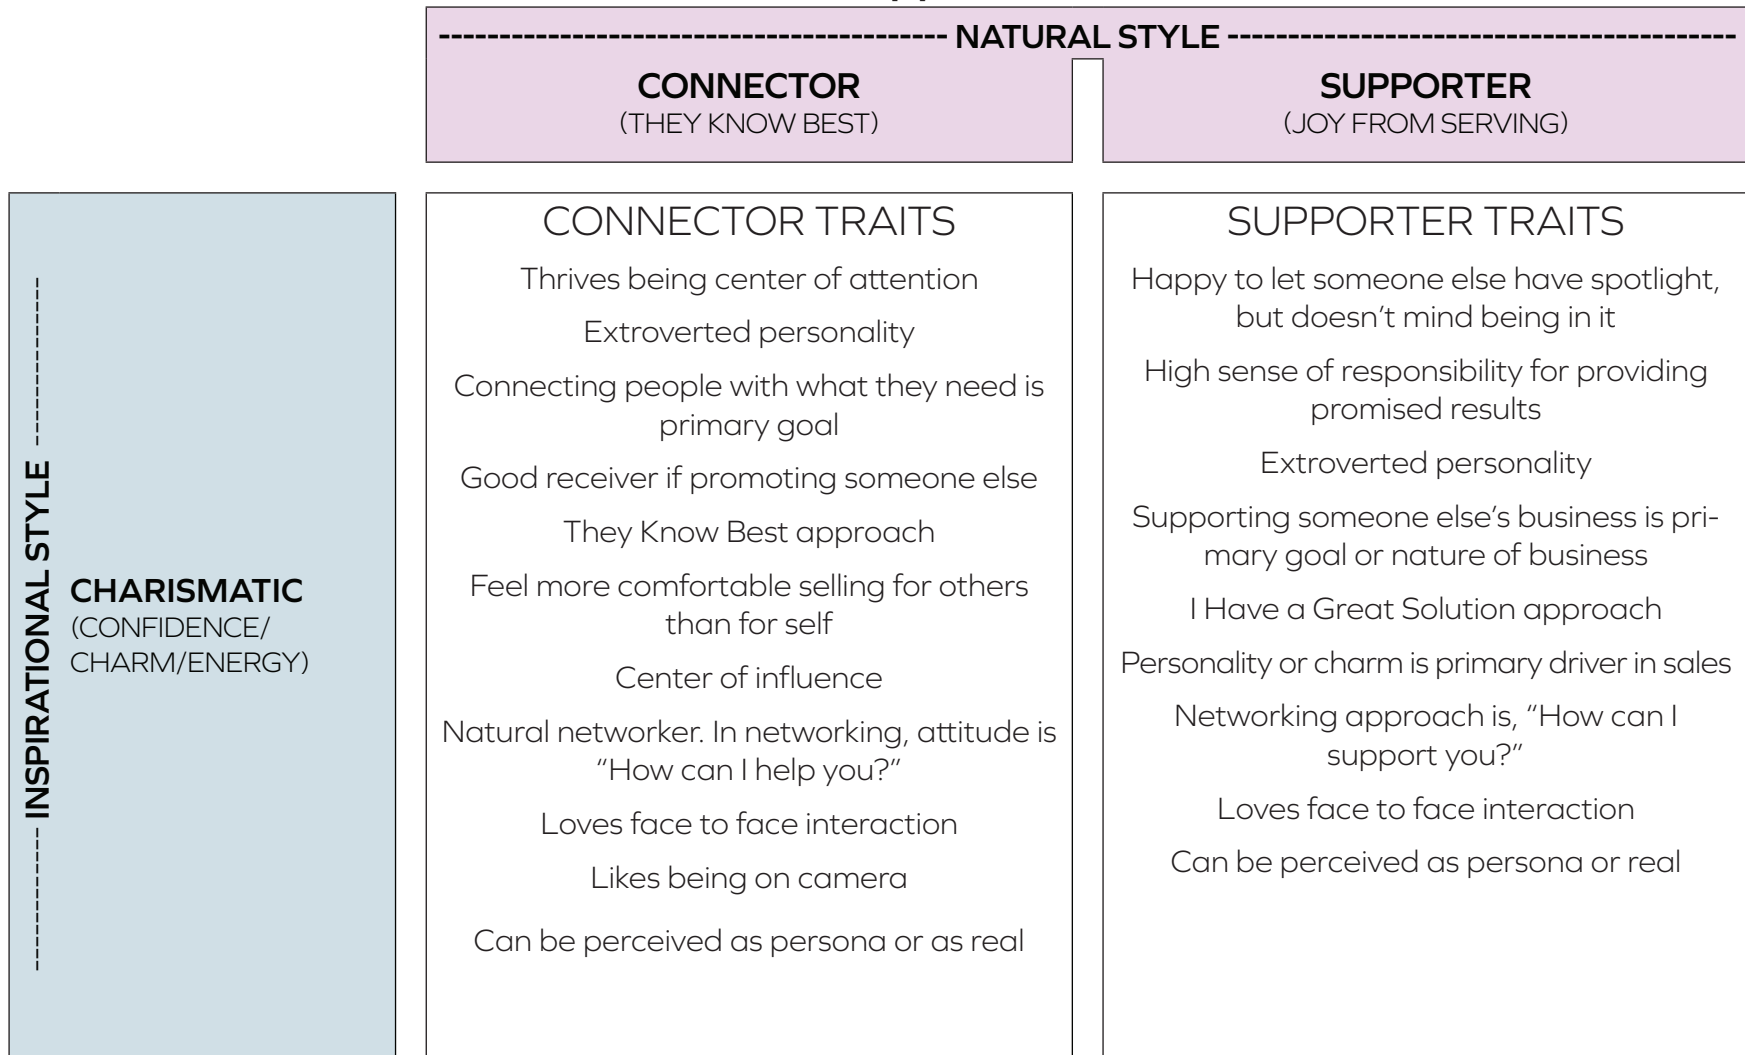 NATURAL STYLE
CONNECTOR
(THEY KNOW BEST)
SUPPORTER
(JOY FROM SERVING)
INSPIRATIONAL STYLE
CHARISMATIC
(CONFIDENCE/
CHARM/ENERGY)
CONNECTOR TRAITS
Thrives being center of attention
Extroverted personality
Connecting people with what they need is
primary goal
Good receiver if promoting someone else
They Know Best approach
Feel more comfortable selling for others
than for self
Center of influence
Natural networker. In networking, attitude is
“How can I help you?”
Loves face to face interaction
Likes being on camera
Can be perceived as persona or as real
SUPPORTER TRAITS
Happy to let someone else have spotlight,
but doesn’t mind being in it
High sense of responsibility for providing
promised results
Extroverted personality
Supporting someone else’s business is pri-
mary goal or nature of business
I Have a Great Solution approach
Personality or charm is primary driver in sales
Networking approach is, “How can I
support you?”
Loves face to face interaction
Can be perceived as persona or real